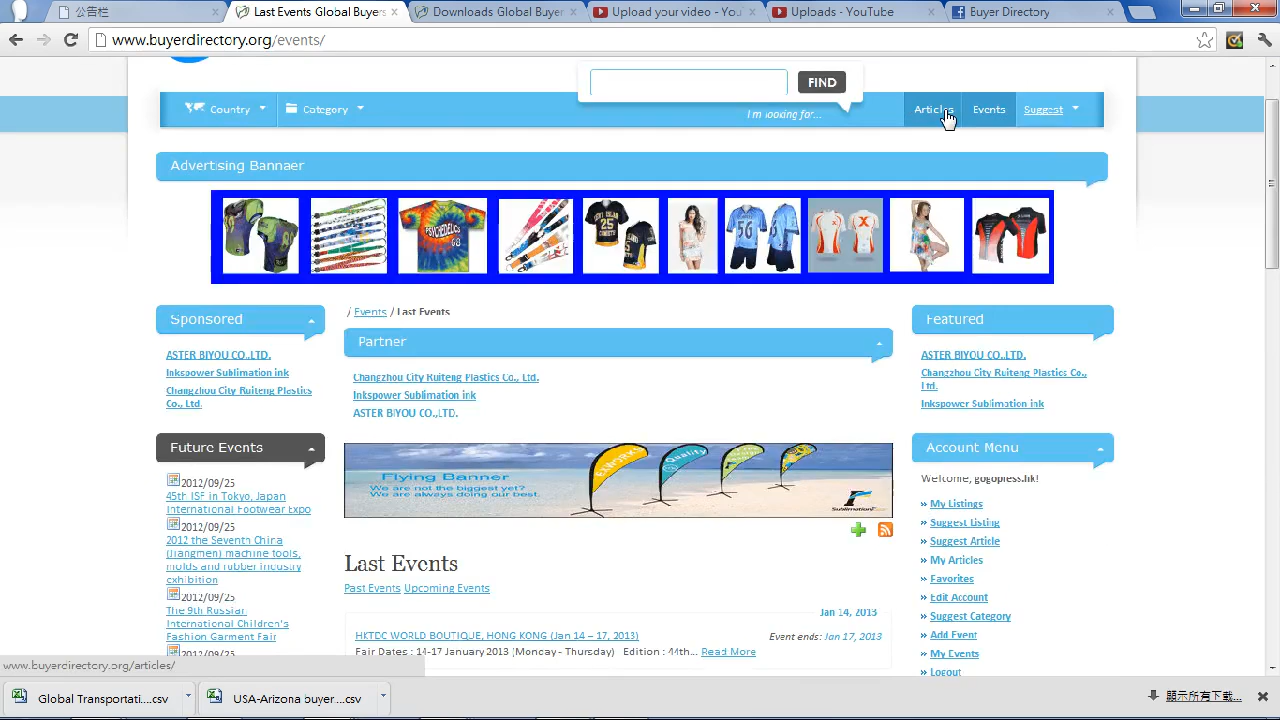 公告栏
Last Events Global Buyers
Downloads Global Buyer
Upload your video - You
Uploads - YouTube
Buyer Directory
www.buyerdirectory.org/events/
FIND
Country
Category
I'm looking for...
Articles
Events
Suggest
Advertising Bannaer
PSYCHEDELICS
68
25
56
X
Sponsored
ASTER BIYOU CO.,LTD.
Inkspower Sublimation ink
Changzhou City Ruiteng Plastics
Co., Ltd.
Future Events
2012/09/25
45th ISF in Tokyo, Japan
International Footwear Expo
2012/09/25
2012 the Seventh China
(Jiangmen) machine tools,
molds and rubber industry
exhibition
2012/09/25
The 9th Russian
International Children's
Fashion Garment Fair
/ Events / Last Events
Partner
Changzhou City Ruiteng Plastics Co., Ltd.
Inkspower Sublimation ink
ASTER BIYOU CO.,LTD.
Flying Banner
We are not the biggest yet?
We are always doing our best.
Quality
Last Events
Past Events Upcoming Events
Jan 14, 2013
HKTDC WORLD BOUTIQUE, HONG KONG (Jan 14 – 17, 2013)
Event ends: Jan 17, 2013
Fair Dates : 14-17 January 2013 (Monday - Thursday) Edition : 44th... Read More
Featured
ASTER BIYOU CO.,LTD.
Changzhou City Ruiteng Plastics Co.,
Ltd.
Inkspower Sublimation ink
Account Menu
Welcome, gogopress.hk!
» My Listings
» Suggest Listing
» Suggest Article
» My Articles
» Favorites
» Edit Account
» Suggest Category
» Add Event
» My Events
» Logout
www.buyerdirectory.org/articles/
Global Transportati....csv
USA-Arizona buyer ....csv
顯示所有下載...